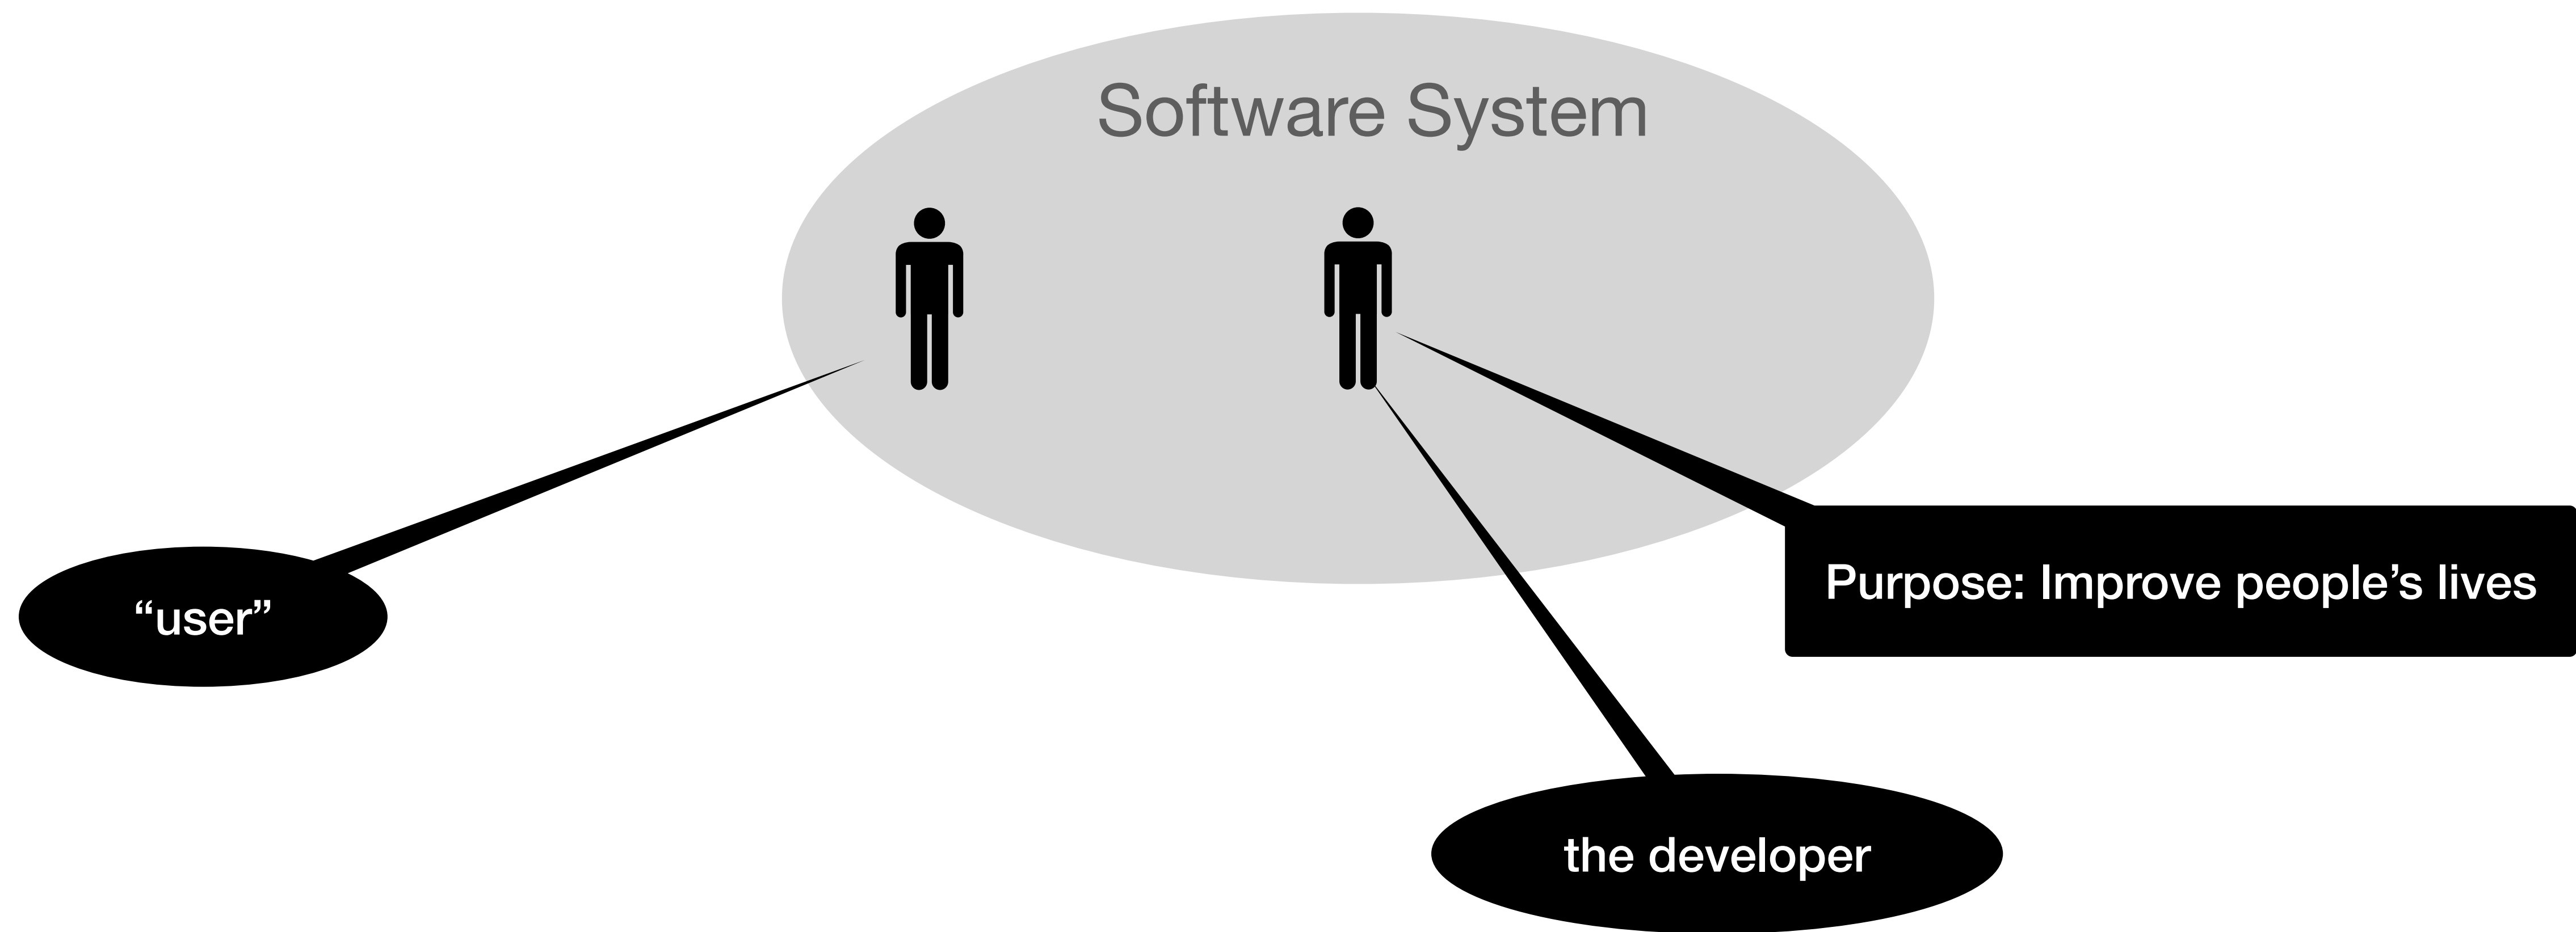 Software System
“user”
Purpose: Improve people’s lives
the developer